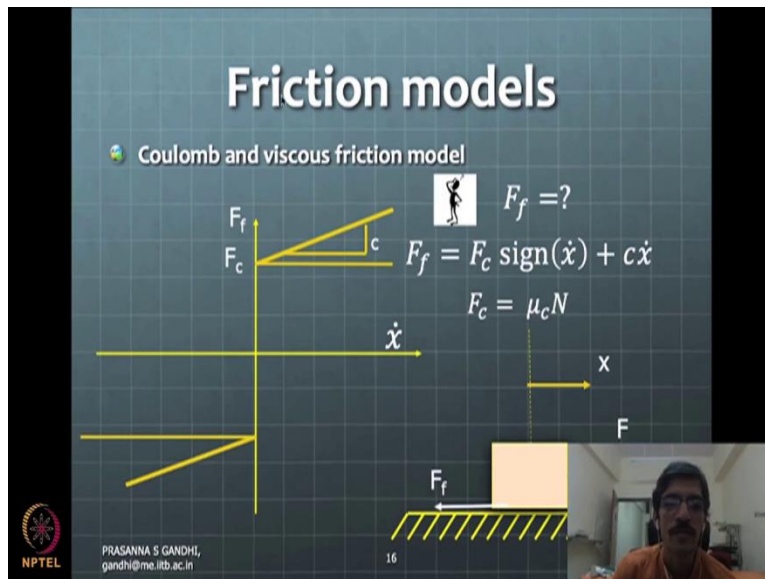 Friction models
Coulomb and viscous friction model
F_f =?
F_f
F_c
c
F_f = F_c sign(ẋ) + cẋ
F_c = μ_cN
ẋ
x
F
F_f
NPTEL
PRASANNA S GANDHI,
gandhi@me.iitb.ac.in
16